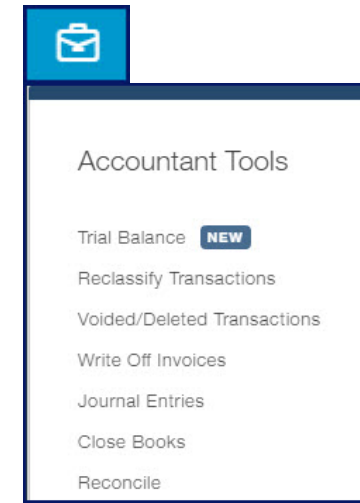 Accountant Tools
Trial Balance NEW
Reclassify Transactions
Voided/Deleted Transactions
Write Off Invoices
Journal Entries
Close Books
Reconcile